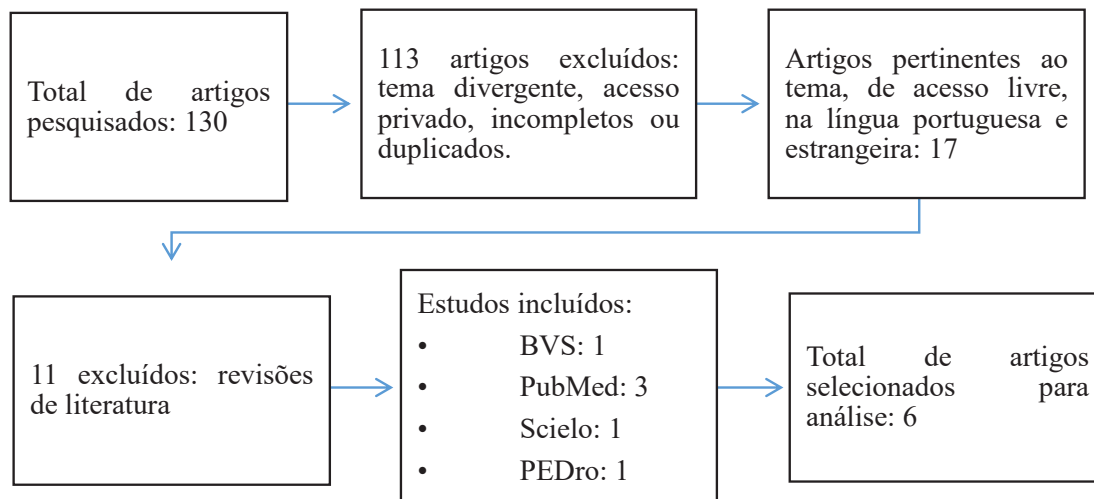 Total de artigos
pesquisados: 130
113 artigos excluídos:
tema divergente, acesso
privado, incompletos ou
duplicados.
Artigos pertinentes ao
tema, de acesso livre,
na língua portuguesa e
estrangeira: 17
11 excluídos: revisões
de literatura
Estudos incluídos:
• BVS: 1
• PubMed: 3
• Scielo: 1
• PEDro: 1
Total de artigos
selecionados para
análise: 6